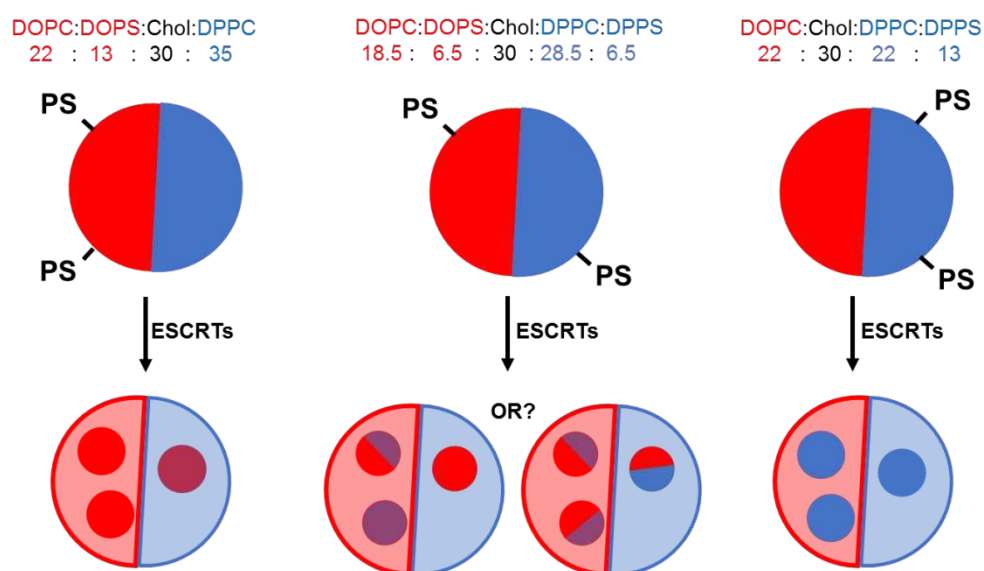 DOPC:DOPS:Chol:DPPC
22 : 13 : 30 : 35
PS
PS
ESCRTs
DOPC:DOPS:Chol:DPPC:DPPS
18.5 : 6.5 : 30 : 28.5 : 6.5
PS
PS
ESCRTs
OR?
DOPC:Chol:DPPC:DPPS
22 : 30 : 22 : 13
PS
PS
ESCRTs